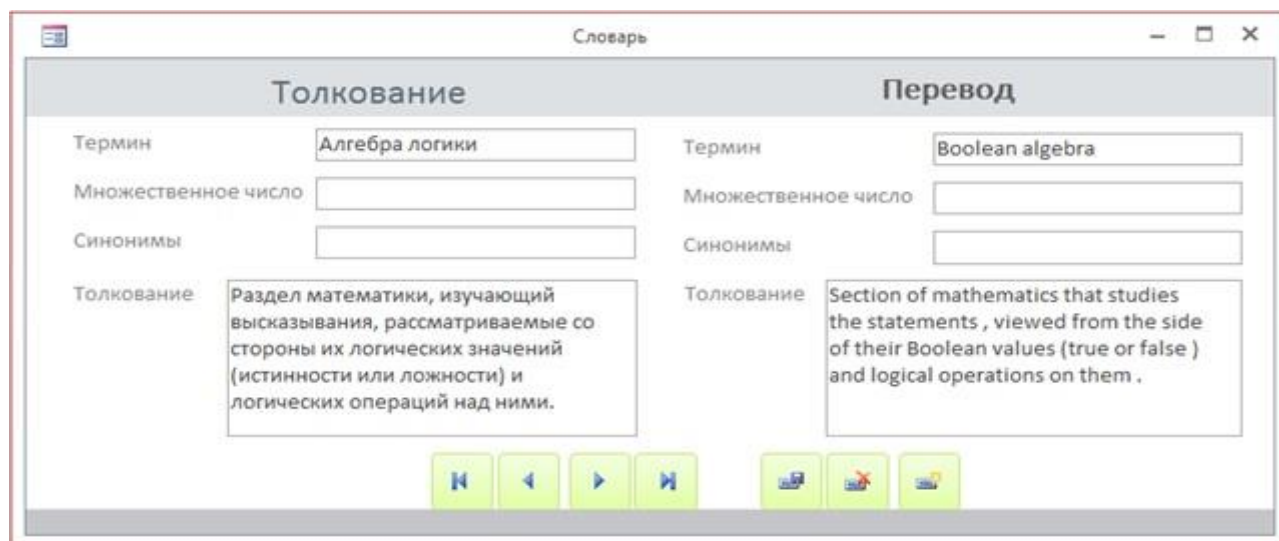 Словарь
Толкование
Перевод
Термин
Алгебра логики
Термин
Boolean algebra
Множественное число
Множественное число
Синонимы
Синонимы
Толкование
Раздел математики, изучающий
высказывания, рассматриваемые со
стороны их логических значений
(истинности или ложности) и
логических операций над ними.
Толкование
Section of mathematics that studies
the statements , viewed from the side
of their Boolean values (true or false )
and logical operations on them .